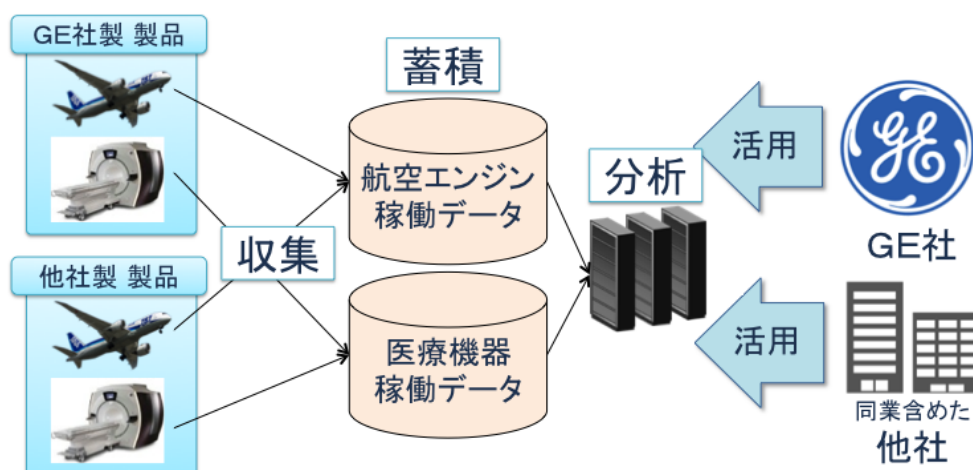 GE社製 製品
蓄積
航空エンジン
稼働データ
分析
活用
GE
GE社
収集
他社製 製品
医療機器
稼働データ
活用
同業含めた
他社